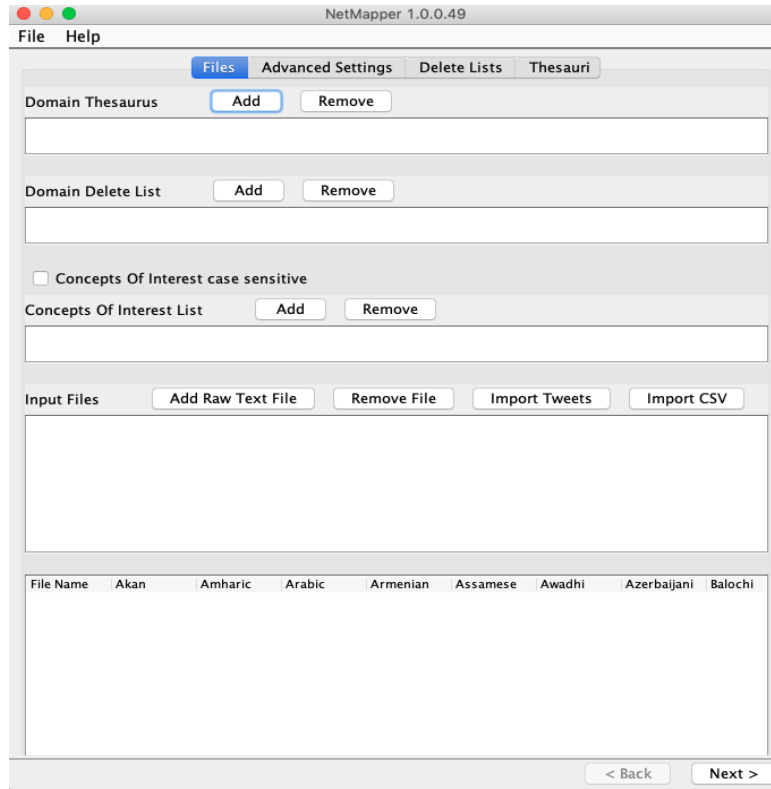 NetMapper 1.0.0.49
File Help
Files Advanced Settings Delete Lists Thesauri
Domain Thesaurus Add Remove
Domain Delete List Add Remove
Concepts Of Interest case sensitive
Concepts Of Interest List Add Remove
Input Files Add Raw Text File Remove File Import Tweets Import CSV
File Name Akan Amharic Arabic Armenian Assamese Awadhi Azerbaijani Balochi
< Back Next >